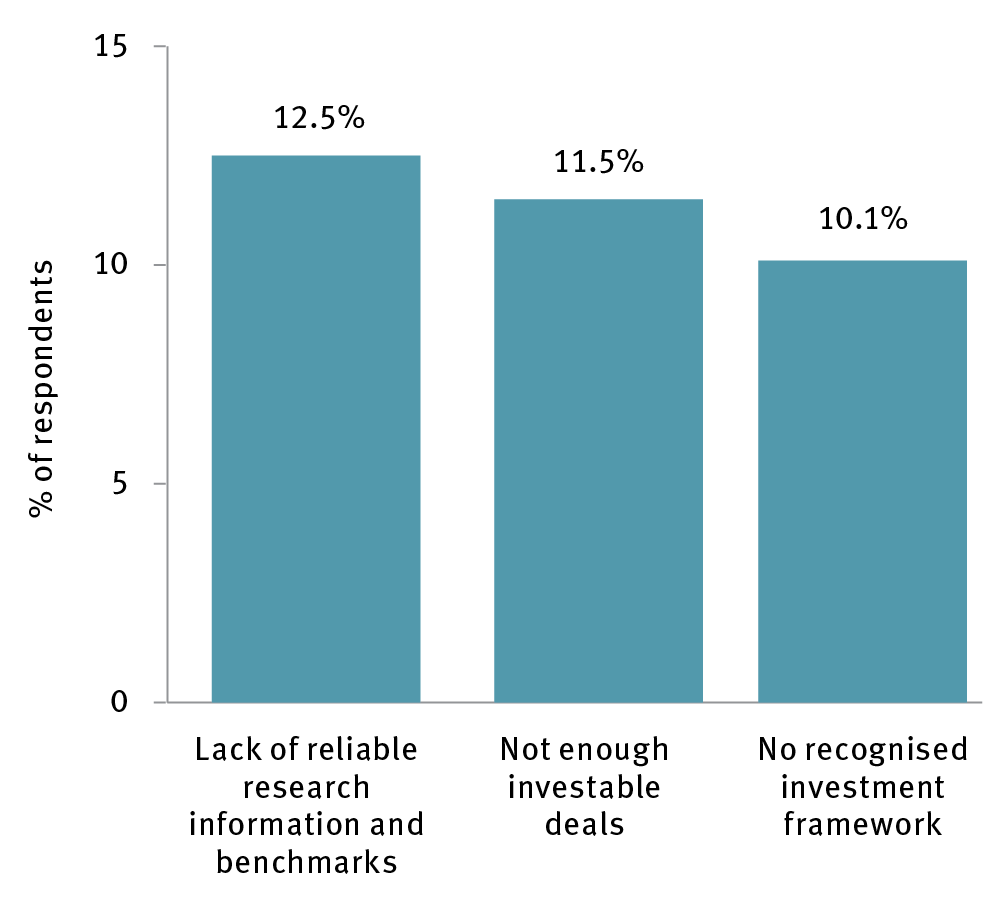 15
12.5%
11.5%
10.1%
10
5
0
% of respondents
Lack of reliable
research
information and
benchmarks
Not enough
investable
deals
No recognised
investment
framework